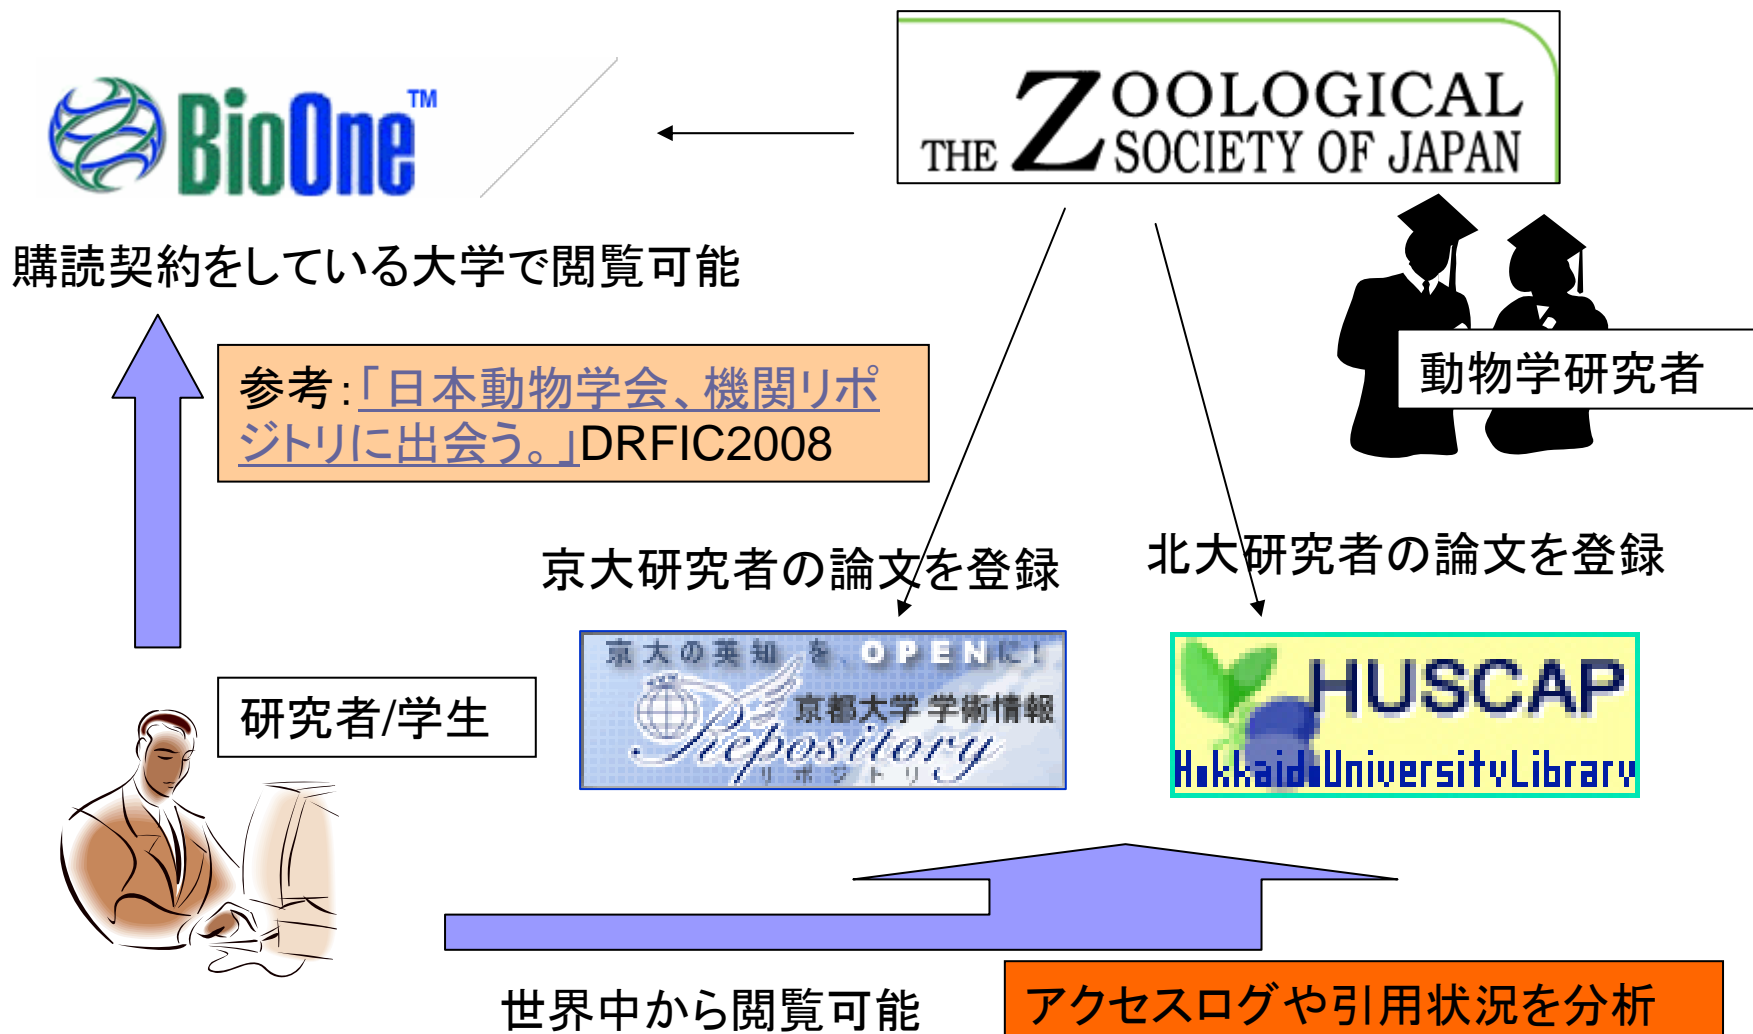 BioOne™
THE ZOOLOGICAL
SOCIETY OF JAPAN
購読契約をしている大学で閲覧可能
動物学研究者
参考:「日本動物学会、機関リポ
ジトリに出会う。」DRFIC2008
京大研究者の論文を登録
北大研究者の論文を登録
京大の英知を、OPENに!
京都大学 学術情報
Repository
リポジトリ
HUSCAP
HokkaidoUniversityLibrary
研究者/学生
世界中から閲覧可能
アクセスログや引用状況を分析